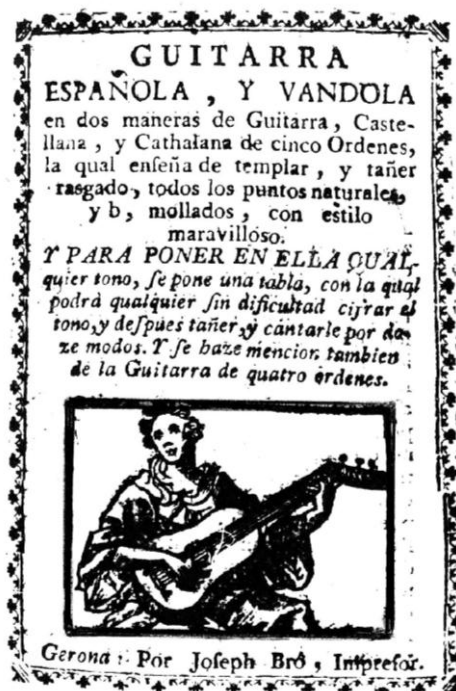 GUITARRA
ESPAÑOLA , Y VANDOLA
en dos maneras de Guitarra, Caste-
llana , y Cathalana de cinco Ordenes,
la qual enſeña de templar, y tañer
rasgado, todos los puntos naturales,
y b, mollados, con eſtilo
maravilloso.
Y PARA PONER EN ELLA QUAL-
quier tono, ſe pone una tabla, con la qual
podrà qualquier ſin dificultad cifrar el
tono, y deſpues tañer, y cantarle por do-
ze modos. Y ſe haze mencion tambien
de la Guitarra de quatro ordenes.
Gerona: Por Joſeph Bró, Impreſor.